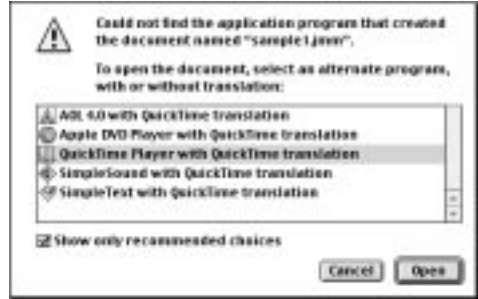 Could not find the application program that created
the document named "sample1.jmm".
To open the document, select an alternate program,
with or without translation:
AOL 4.0 with QuickTime translation
Apple DVD Player with QuickTime translation
QuickTime Player with QuickTime translation
SimpleSound with QuickTime translation
SimpleText with QuickTime translation
Show only recommended choices
Cancel
Open